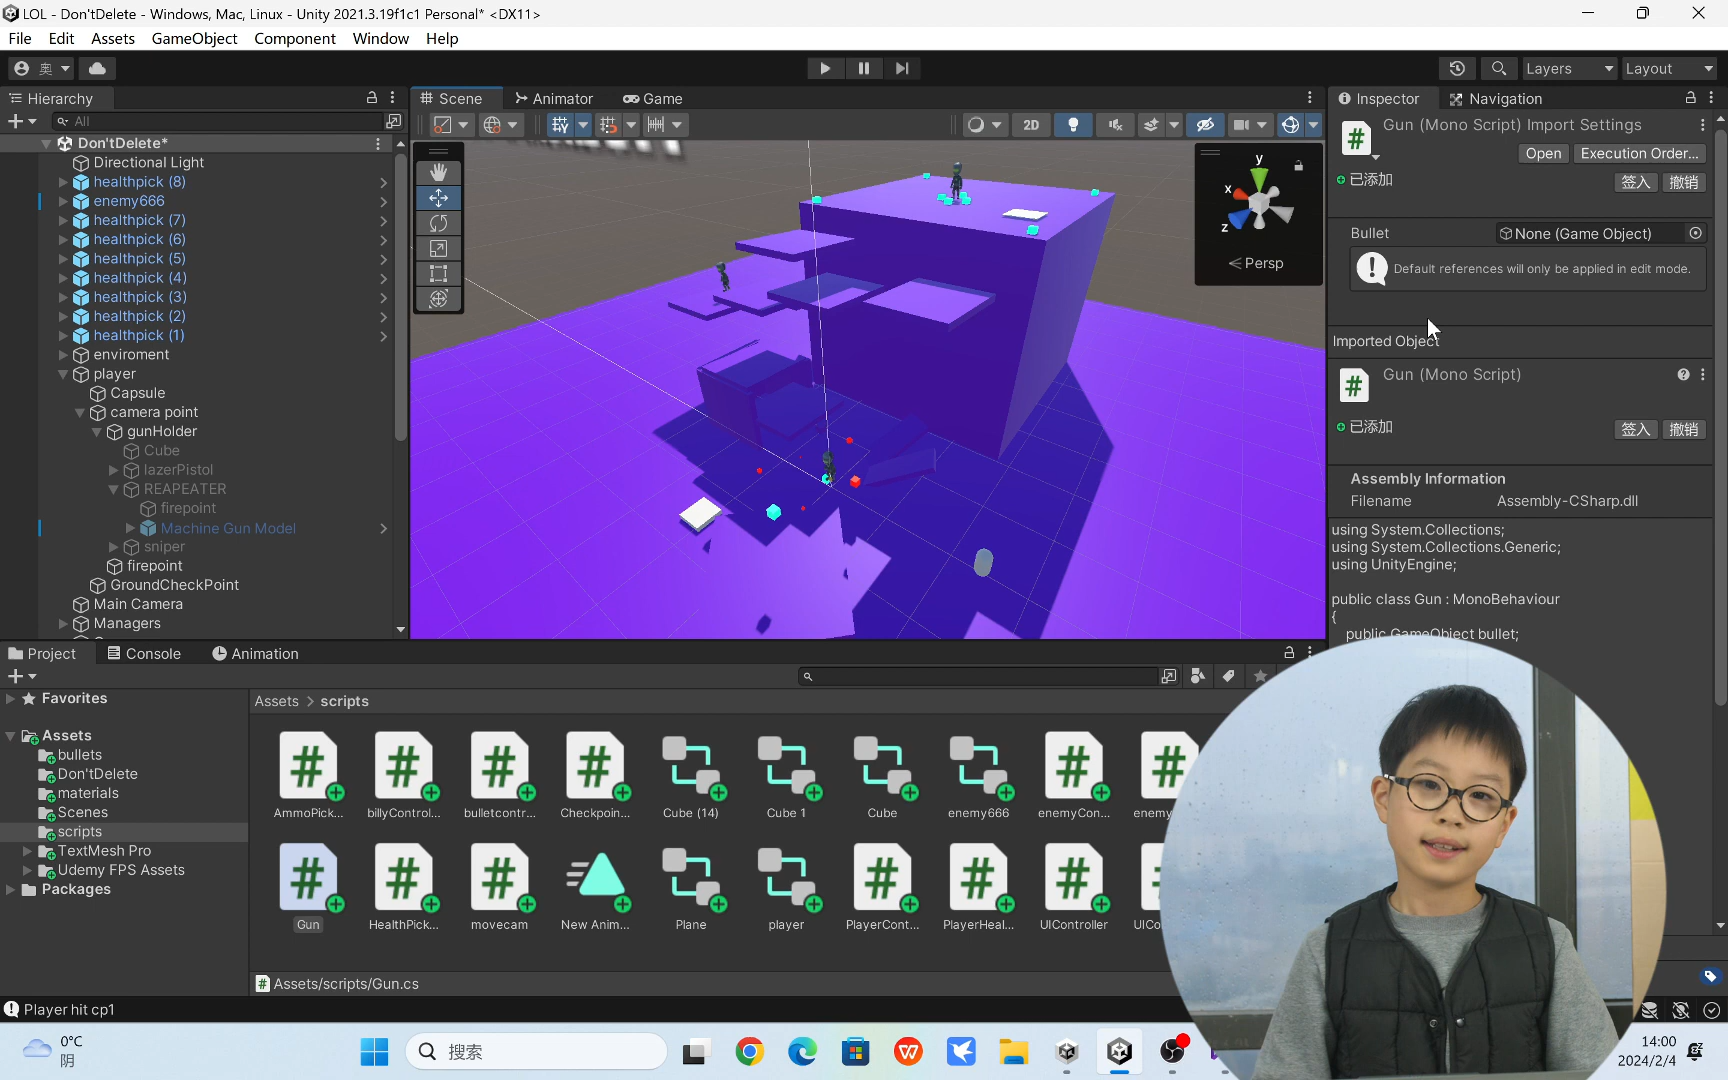 LOL - Don'tDelete - Windows, Mac, Linux - Unity 2021.3.19f1c1 Personal* <DX11>
File Edit Assets GameObject Component Window Help
奥
Layers Layout
Hierarchy
All
Don'tDelete*
Directional Light
healthpick (8)
enemy666
healthpick (7)
healthpick (6)
healthpick (5)
healthpick (4)
healthpick (3)
healthpick (2)
healthpick (1)
enviroment
player
Capsule
camera point
gunHolder
Cube
lazerPistol
REAPEATER
firepoint
Machine Gun Model
sniper
firepoint
GroundCheckPoint
Main Camera
Managers
Scene Animator Game
2D
y
x
z
Persp
Inspector Navigation
Gun (Mono Script) Import Settings
Open Execution Order...
已添加 签入 撤销
Bullet None (Game Object)
Default references will only be applied in edit mode.
Imported Object
Gun (Mono Script)
已添加 签入 撤销
Assembly Information
Filename Assembly-CSharp.dll
using System.Collections;
using System.Collections.Generic;
using UnityEngine;
public class Gun : MonoBehaviour
{
public GameObject bullet;
Project Console Animation
Favorites
Assets
bullets
Don'tDelete
materials
Scenes
scripts
TextMesh Pro
Udemy FPS Assets
Packages
Assets > scripts
AmmoPick... billyControl... bulletcontr... Checkpoin... Cube (14) Cube 1 Cube enemy666 enemyCon... enemy
Gun HealthPick... movecam New Anim... Plane player PlayerCont... PlayerHeal... UIController UICo
Assets/scripts/Gun.cs
Player hit cp1
0°C
阴
搜索
14:00
2024/2/4